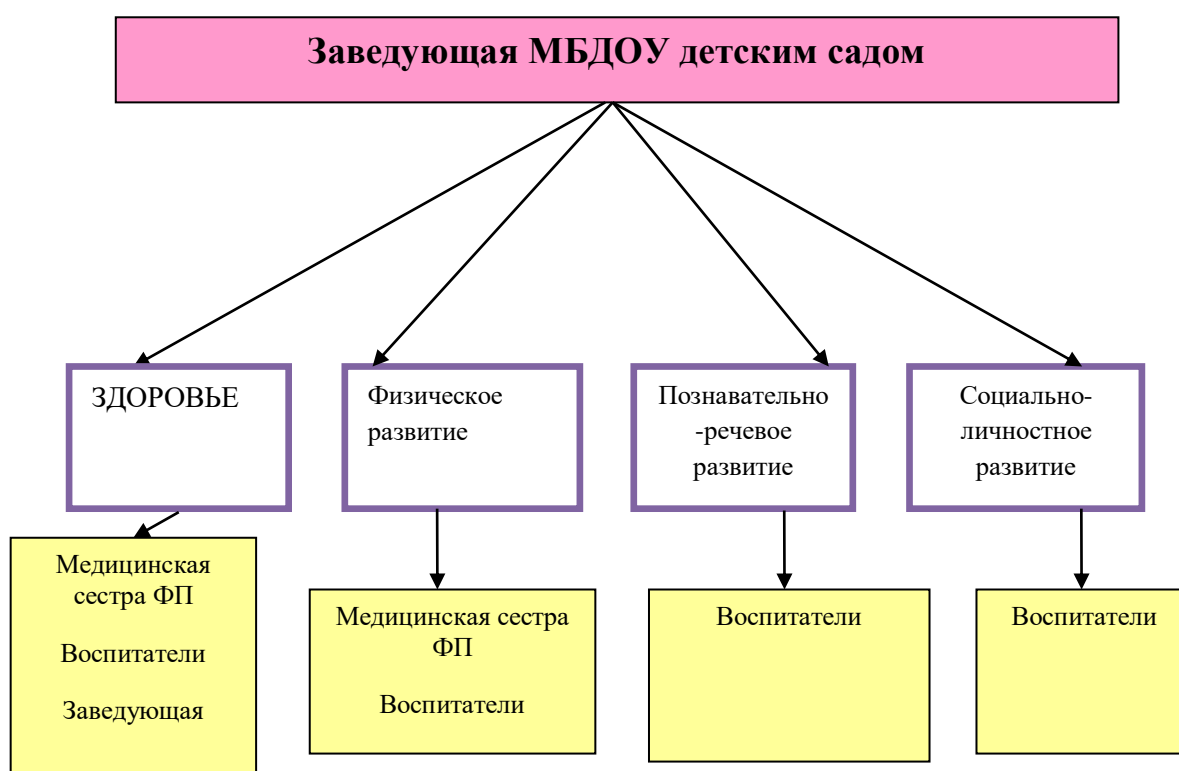 Заведующая МБДОУ детским садом
ЗДОРОВЬЕ
Физическое
развитие
Познавательно
-речевое
развитие
Социально-
личностное
развитие
Медицинская
сестра ФП
Воспитатели
Заведующая
Медицинская сестра
ФП
Воспитатели
Воспитатели
Воспитатели